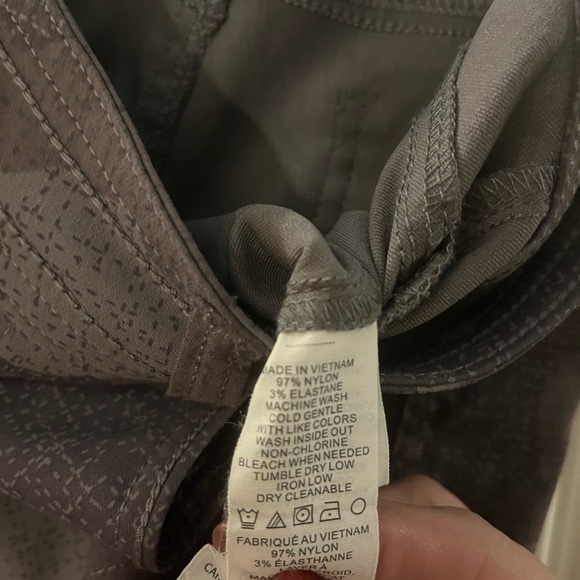 MADE IN VIETNAM
97% NYLON
3% ELASTANE
MACHINE WASH
COLD GENTLE
WITH LIKE COLORS
WASH INSIDE OUT
NON-CHLORINE
BLEACH WHEN NEEDED
TUMBLE DRY LOW
IRON LOW
DRY CLEANABLE
FABRIQUÉ AU VIETNAM
97% NYLON
3% ÉLASTHANNE
LAVER À